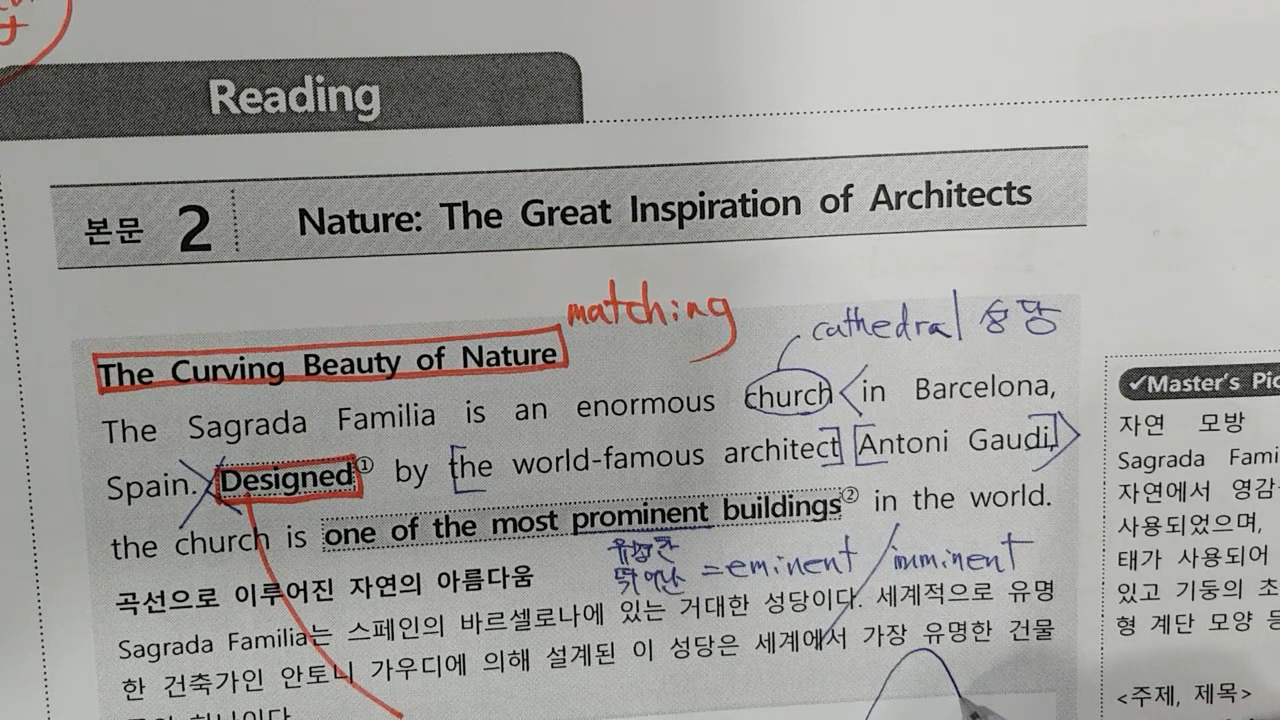 Reading
본문 2 Nature: The Great Inspiration of Architects
matching
cathedral 성당
The Curving Beauty of Nature
The Sagrada Familia is an enormous church in Barcelona,
Spain. Designed① by the world-famous architect Antoni Gaudi,
the church is one of the most prominent buildings② in the world.
유명한
뛰어난 = eminent / imminent
곡선으로 이루어진 자연의 아름다움
Sagrada Familia는 스페인의 바르셀로나에 있는 거대한 성당이다. 세계적으로 유명
한 건축가인 안토니 가우디에 의해 설계된 이 성당은 세계에서 가장 유명한 건물
중의 하나이다.
✓Master's
자연 모방
Sagrada
자연에서
사용되었으며,
태가 사용되어
있고 기둥의
형 계단 모양
<주제, 제목>